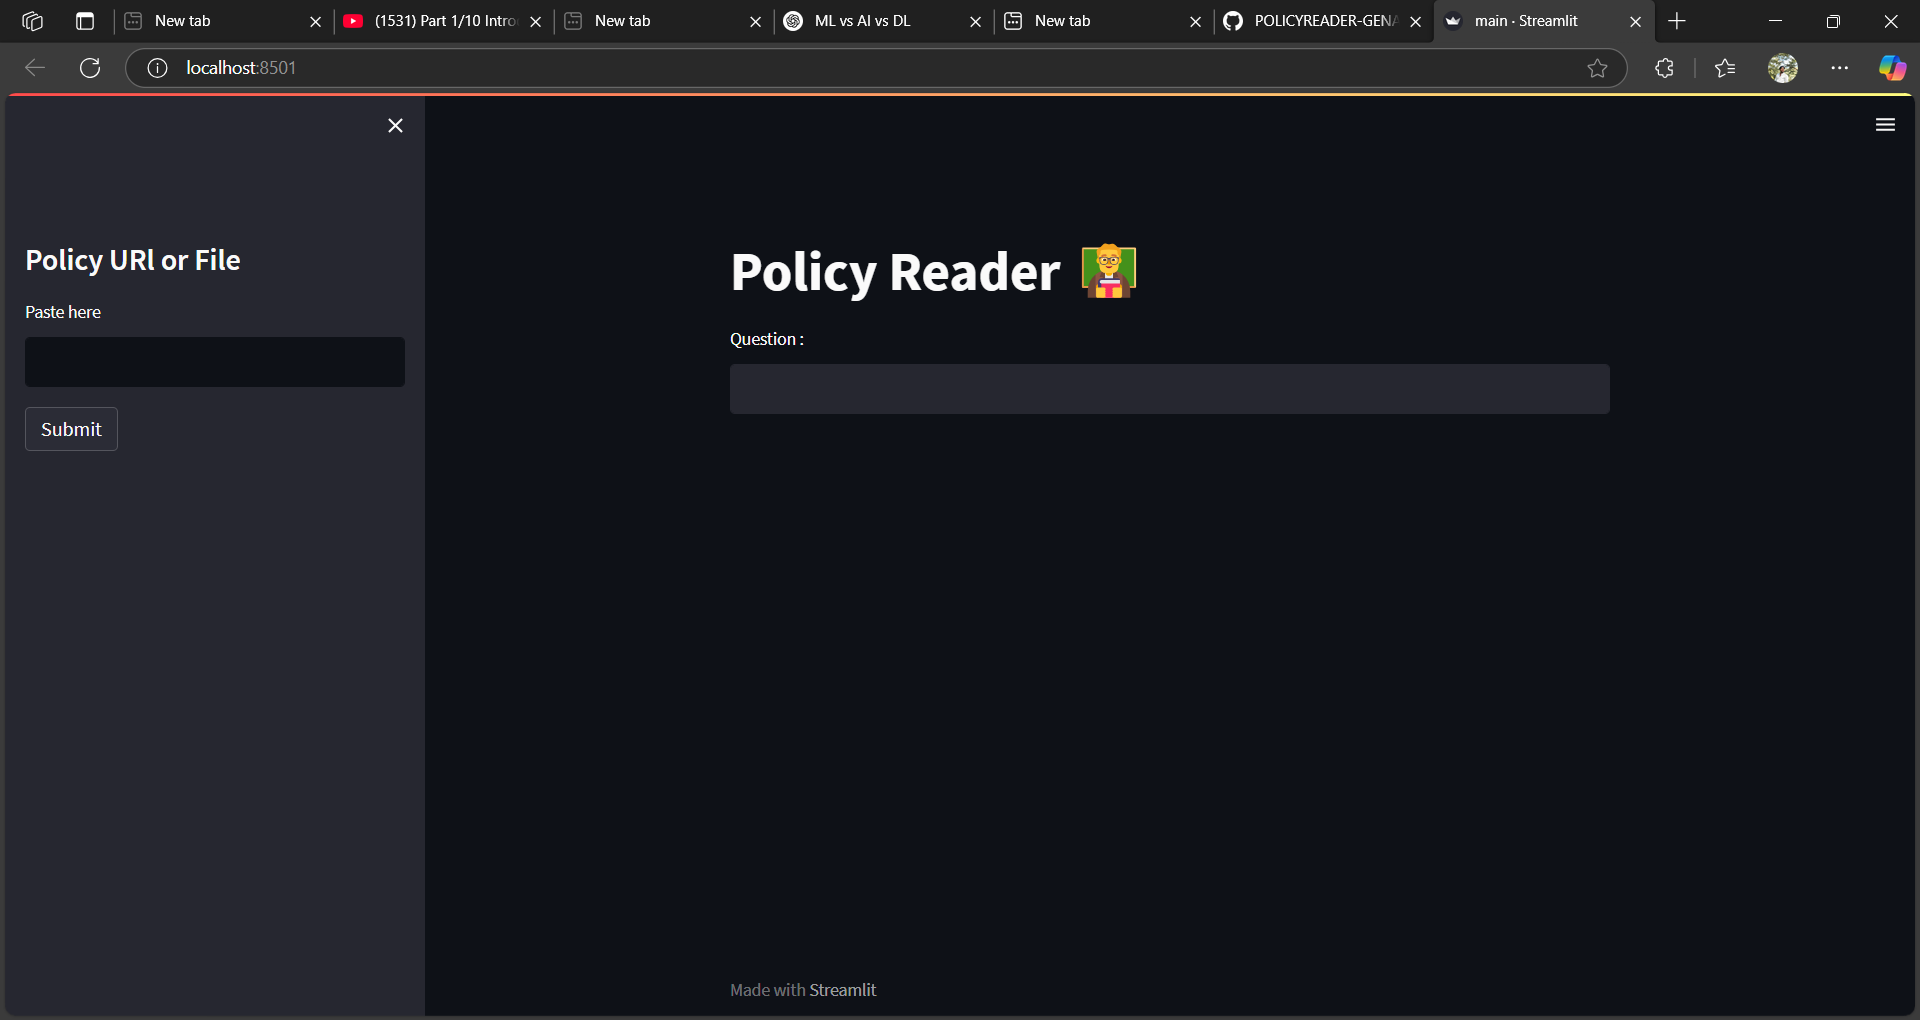 New tab
(1531) Part 1/10 Intro
New tab
ML vs AI vs DL
New tab
POLICYREADER-GENA
main · Streamlit
localhost:8501
Policy URl or File
Paste here
Submit
Policy Reader
Question :
Made with Streamlit